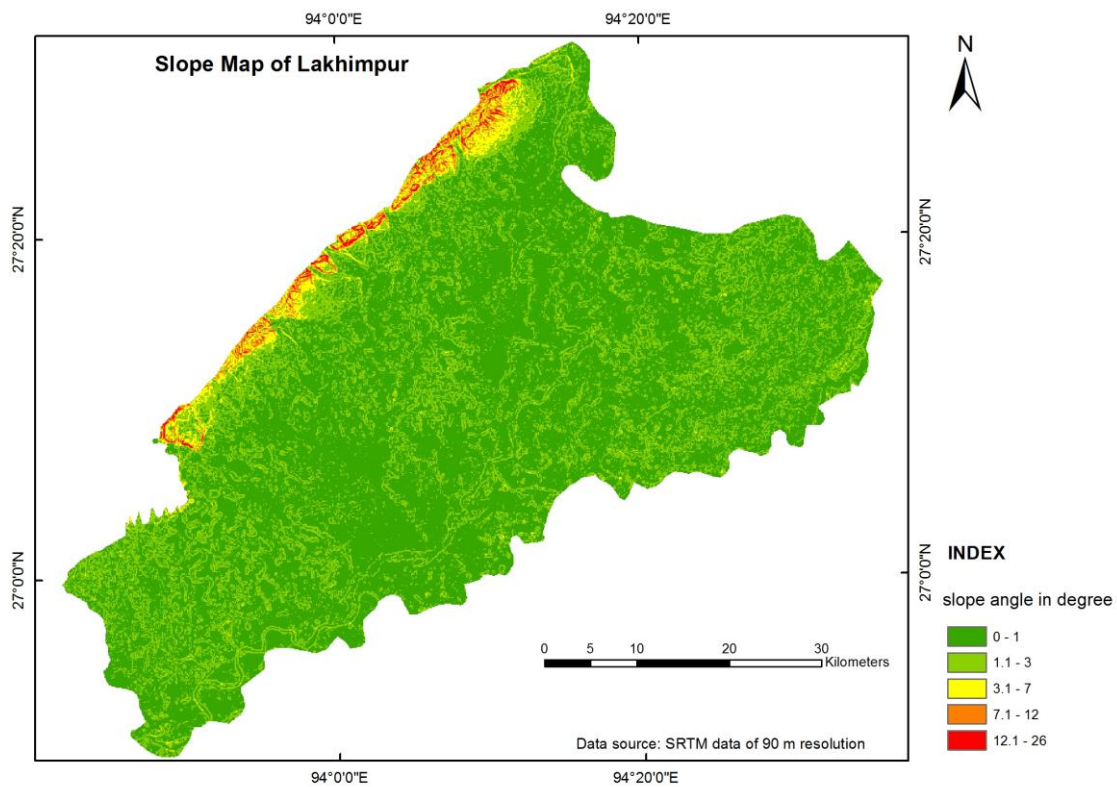 94°0'0"E
94°20'0"E
Slope Map of Lakhimpur
N
27°20'0"N
27°20'0"N
27°0'0"N
27°0'0"N
INDEX
slope angle in degree
0 - 1
1.1 - 3
3.1 - 7
7.1 - 12
12.1 - 26
0 5 10 20 30
Kilometers
Data source: SRTM data of 90 m resolution
94°0'0"E
94°20'0"E